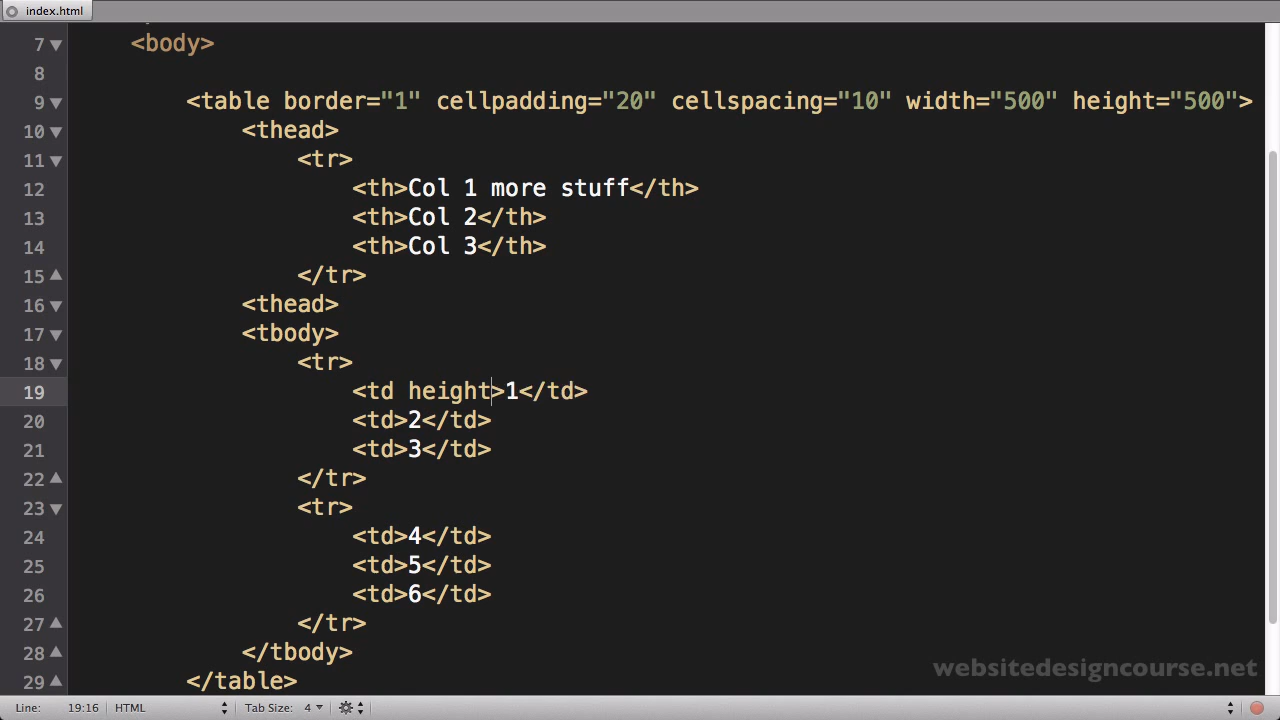 index.html
7 <body>
8
9 <table border="1" cellpadding="20" cellspacing="10" width="500" height="500">
10 <thead>
11 <tr>
12 <th>Col 1 more stuff</th>
13 <th>Col 2</th>
14 <th>Col 3</th>
15 </tr>
16 <thead>
17 <tbody>
18 <tr>
19 <td height>1</td>
20 <td>2</td>
21 <td>3</td>
22 </tr>
23 <tr>
24 <td>4</td>
25 <td>5</td>
26 <td>6</td>
27 </tr>
28 </tbody>
29 </table>
websitedesigncourse.net
Line: 19:16 HTML Tab Size: 4